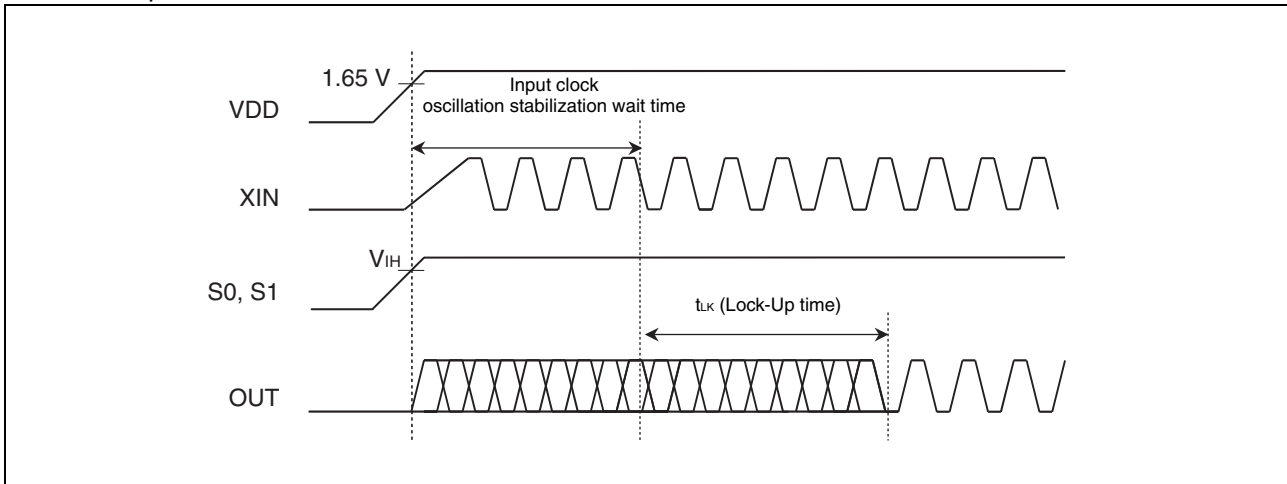 1.65 V
Input clock
oscillation stabilization wait time
VDD
XIN
VIH
S0, S1
tLK (Lock-Up time)
OUT